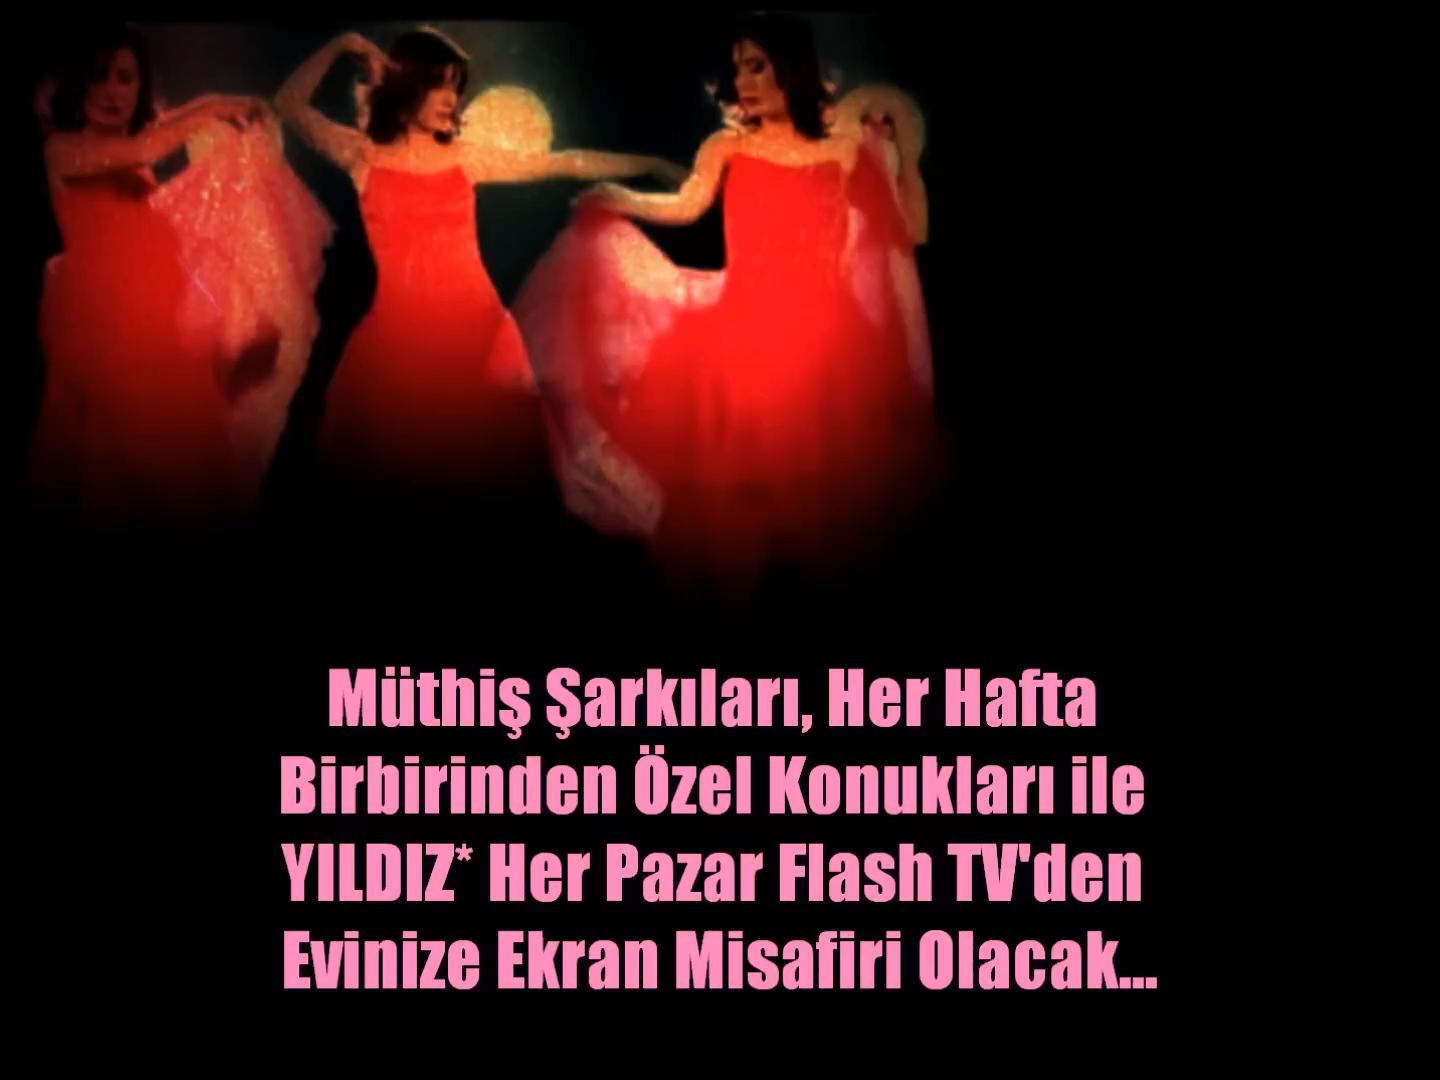 Müthiş Şarkıları, Her Hafta
Birbirinden Özel Konukları ile
YILDIZ* Her Pazar Flash TV'den
Evinize Ekran Misafiri Olacak...